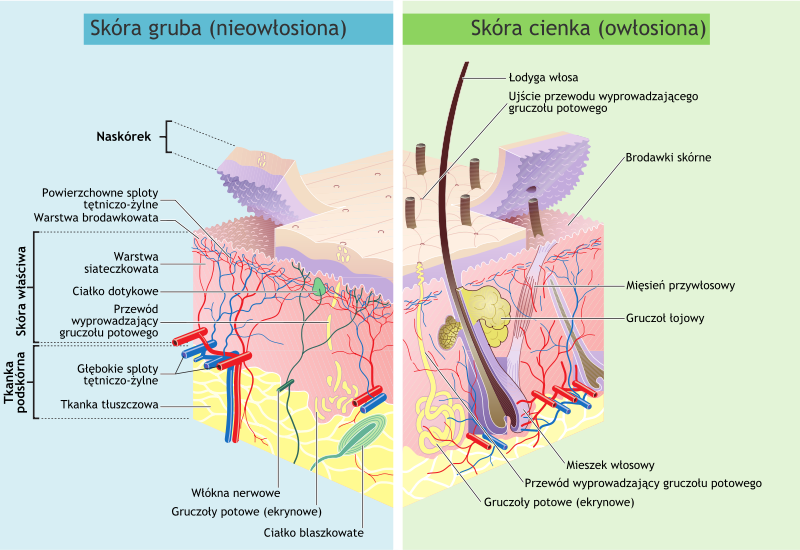 Skóra gruba (nieowłosiona)
Naskórek
Powierzchowne sploty
tętniczo-żylne
Warstwa brodawkowata
Skóra właściwa
Warstwa
siateczkowata
Ciałko dotykowe
Przewód
wyprowadzający
gruczołu potowego
Tkanka
podskórna
Głębokie sploty
tętniczo-żylne
Tkanka tłuszczowa
Włókna nerwowe
Gruczoły potowe (ekrynowe)
Ciałko blaszkowate
Skóra cienka (owłosiona)
Łodyga włosa
Ujście przewodu wyprowadzającego
gruczołu potowego
Brodawki skórne
Mięsień przywłosowy
Gruczoł łojowy
Mieszek włosowy
Przewód wyprowadzający gruczołu potowego
Gruczoły potowe (ekrynowe)